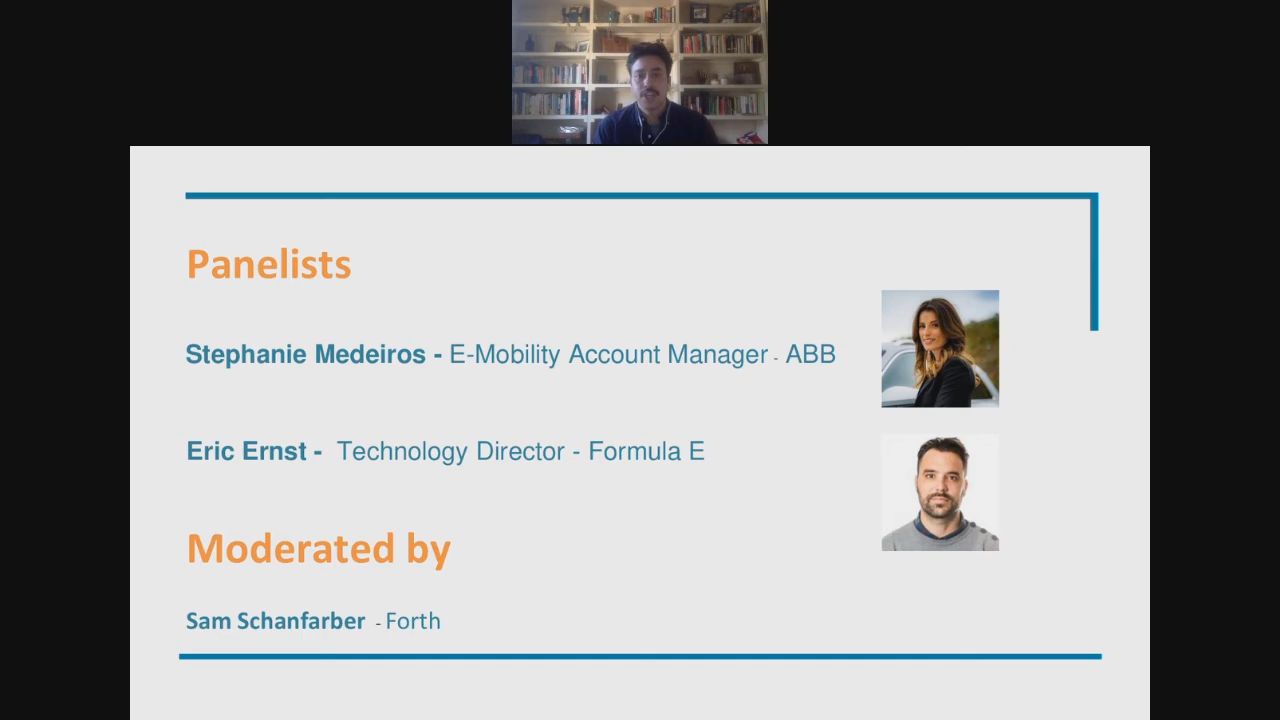 Panelists
Stephanie Medeiros - E-Mobility Account Manager - ABB
Eric Ernst - Technology Director - Formula E
Moderated by
Sam Schanfarber - Forth